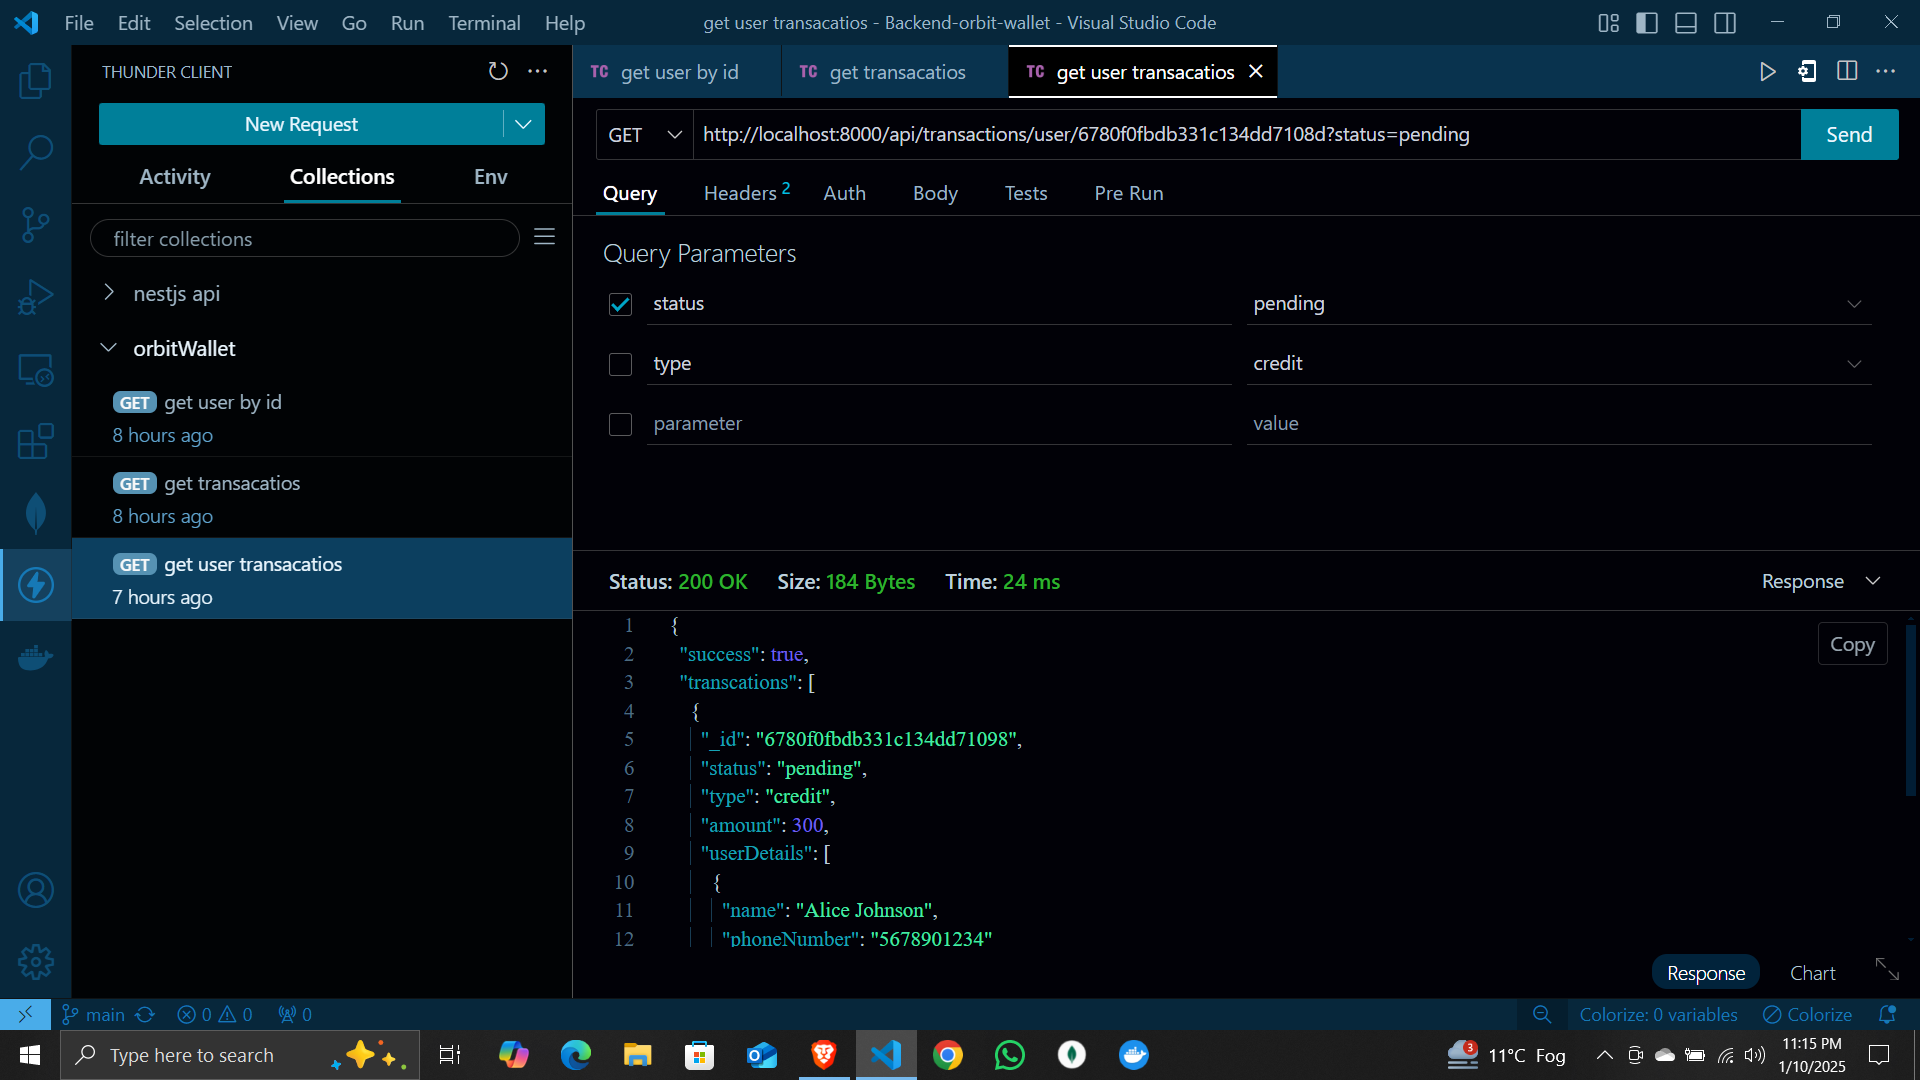 File Edit Selection View Go Run Terminal Help
get user transacatios - Backend-orbit-wallet - Visual Studio Code
THUNDER CLIENT
New Request
Activity Collections Env
filter collections
nestjs api
orbitWallet
GET get user by id
8 hours ago
GET get transacatios
8 hours ago
GET get user transacatios
7 hours ago
TC get user by id
TC get transacatios
TC get user transacatios
GET
http://localhost:8000/api/transactions/user/6780f0fbdb331c134dd7108d?status=pending
Send
Query Headers 2 Auth Body Tests Pre Run
Query Parameters
status pending
type credit
parameter value
Status: 200 OK Size: 184 Bytes Time: 24 ms
Response
1 {
2 "success": true,
3 "transcations": [
4 {
5 "_id": "6780f0fbdb331c134dd71098",
6 "status": "pending",
7 "type": "credit",
8 "amount": 300,
9 "userDetails": [
10 {
11 "name": "Alice Johnson",
12 "phoneNumber": "5678901234"
Copy
Response Chart
main 0 0 0
Colorize: 0 variables Colorize
Type here to search
3
11°C Fog
11:15 PM
1/10/2025